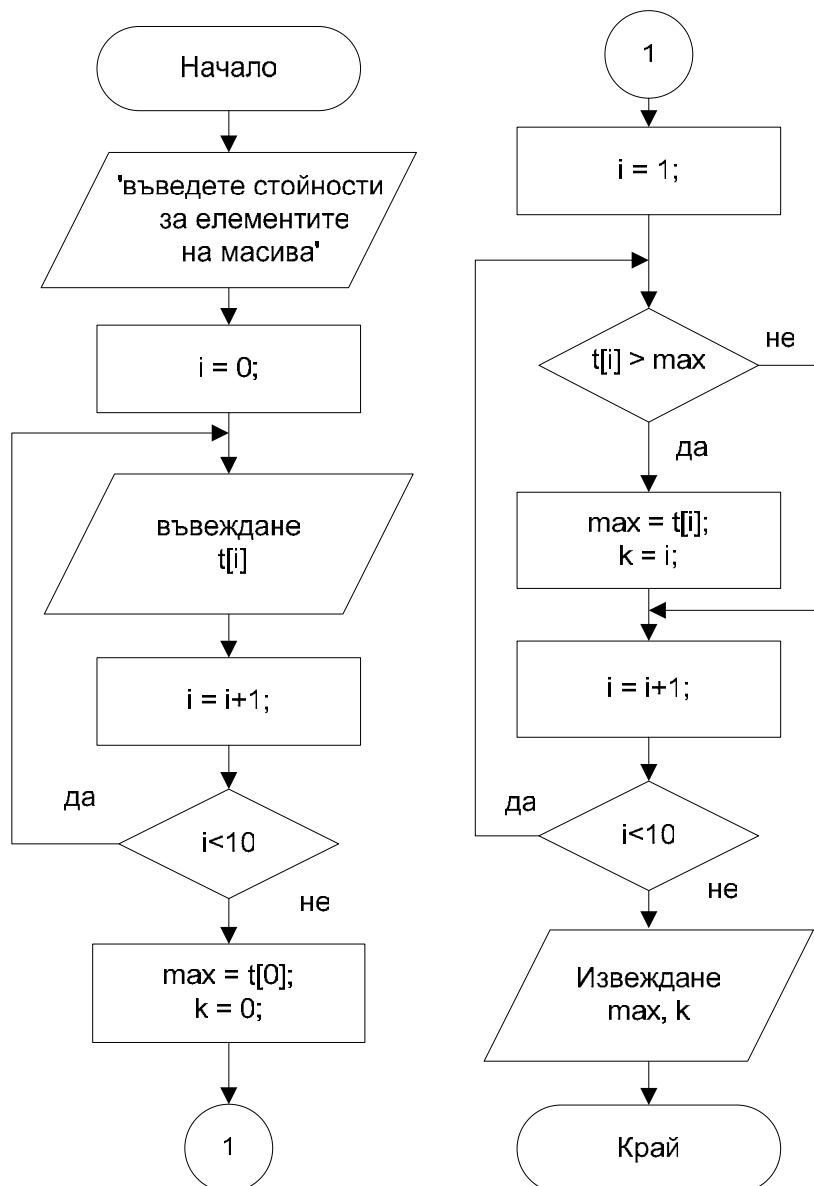 Начало
'въведете стойности
за елементите
на масива'
i = 0;
въвеждане
t[i]
i = i+1;
да
i<10
не
max = t[0];
k = 0;
1
1
i = 1;
не
t[i] > max
да
max = t[i];
k = i;
i = i+1;
да
i<10
не
Извеждане
max, k
Край